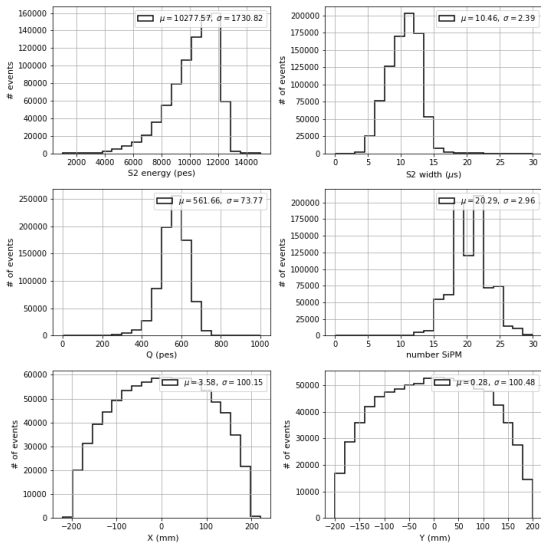 μ=10277.57, σ=1730.82
160000
140000
120000
100000
80000
60000
40000
20000
0
# events
2000 4000 6000 8000 10000 12000 14000
S2 energy (pes)
μ=10.46, σ=2.39
200000
175000
150000
125000
100000
75000
50000
25000
0
# of events
0 5 10 15 20 25 30
S2 width (μs)
μ=561.66, σ=73.77
250000
200000
150000
100000
50000
0
# of events
0 200 400 600 800 1000
Q (pes)
μ=20.29, σ=2.96
200000
175000
150000
125000
100000
75000
50000
25000
0
# of events
0 5 10 15 20 25 30
number SiPM
μ=3.58, σ=100.15
60000
50000
40000
30000
20000
10000
0
# of events
−200 −100 0 100 200
X (mm)
μ=0.28, σ=100.48
50000
40000
30000
20000
10000
0
# of events
−200 −150 −100 −50 0 50 100 150 200
Y (mm)